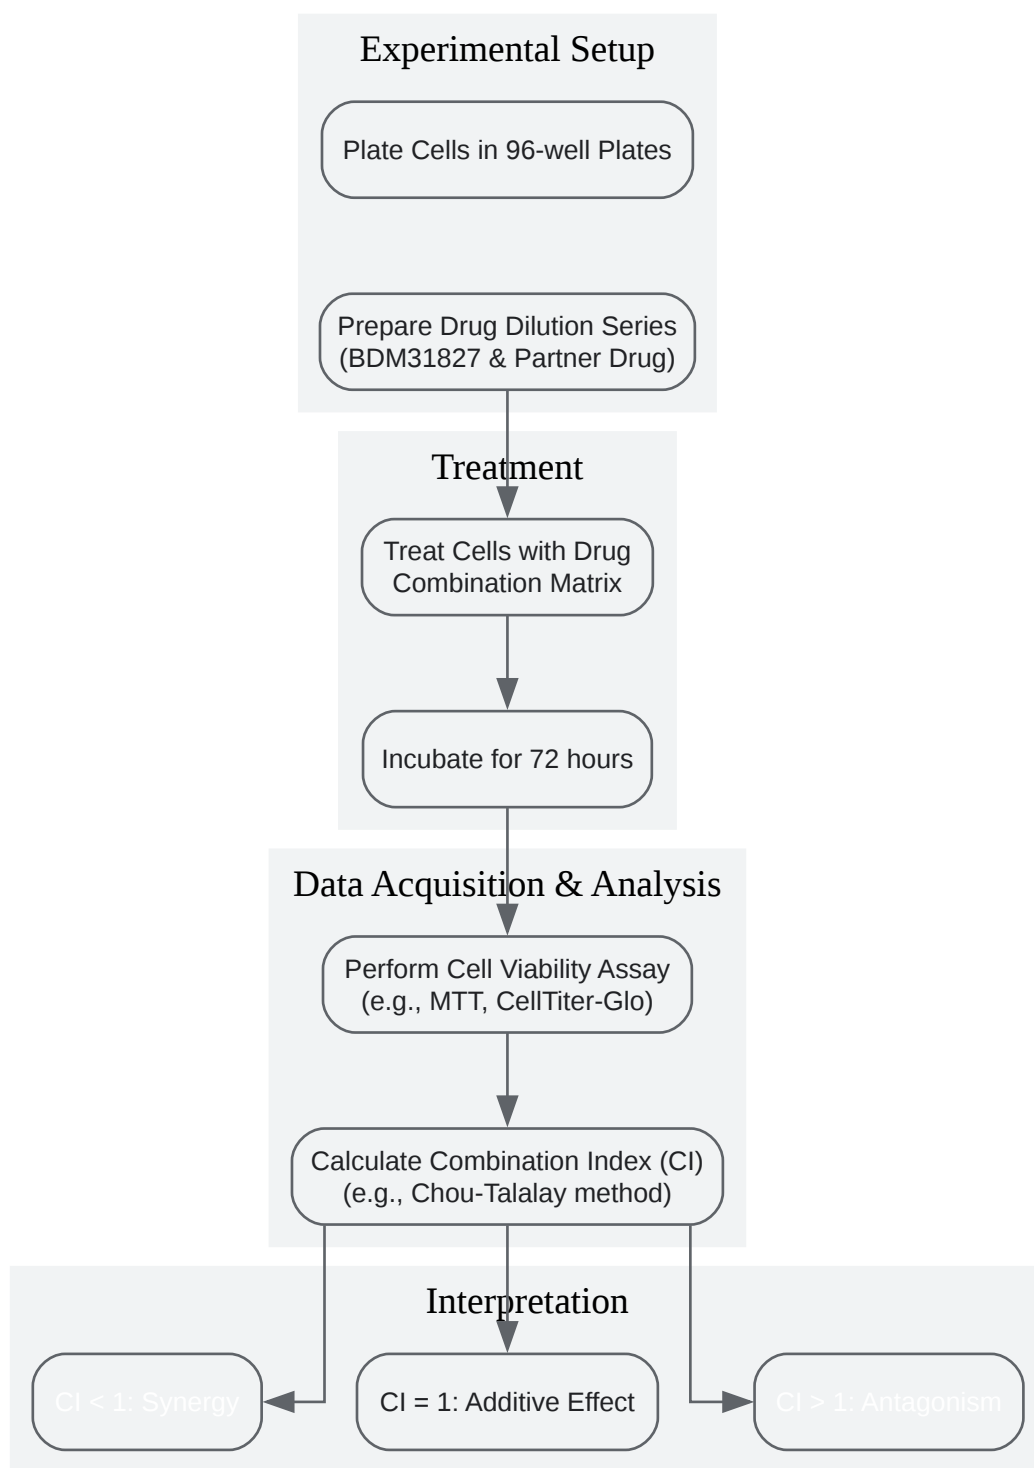 Experimental Setup
Plate Cells in 96-well Plates
Prepare Drug Dilution Series
(BDM31827 & Partner Drug)
Treatment
Treat Cells with Drug
Combination Matrix
Incubate for 72 hours
Data Acquisition & Analysis
Perform Cell Viability Assay
(e.g., MTT, CellTiter-Glo)
Calculate Combination Index (CI)
(e.g., Chou-Talalay method)
Interpretation
CI < 1: Synergy
CI = 1: Additive Effect
CI > 1: Antagonism